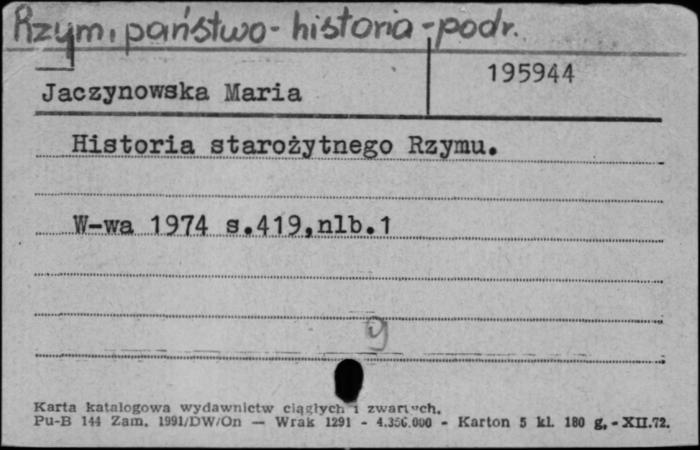 Rzym, państwo - historia - podr.
195944
Jaczynowska Maria
Historia starożytnego Rzymu.
W-wa 1974 s.419,nlb.1
y
Karta katalogowa wydawnictw ciągłych i zwartych.
Pu-B 144 Zam. 1991/DW/On — Wrak 1291 - 4.356.000 - Karton 5 kl. 180 g. - XII.72.